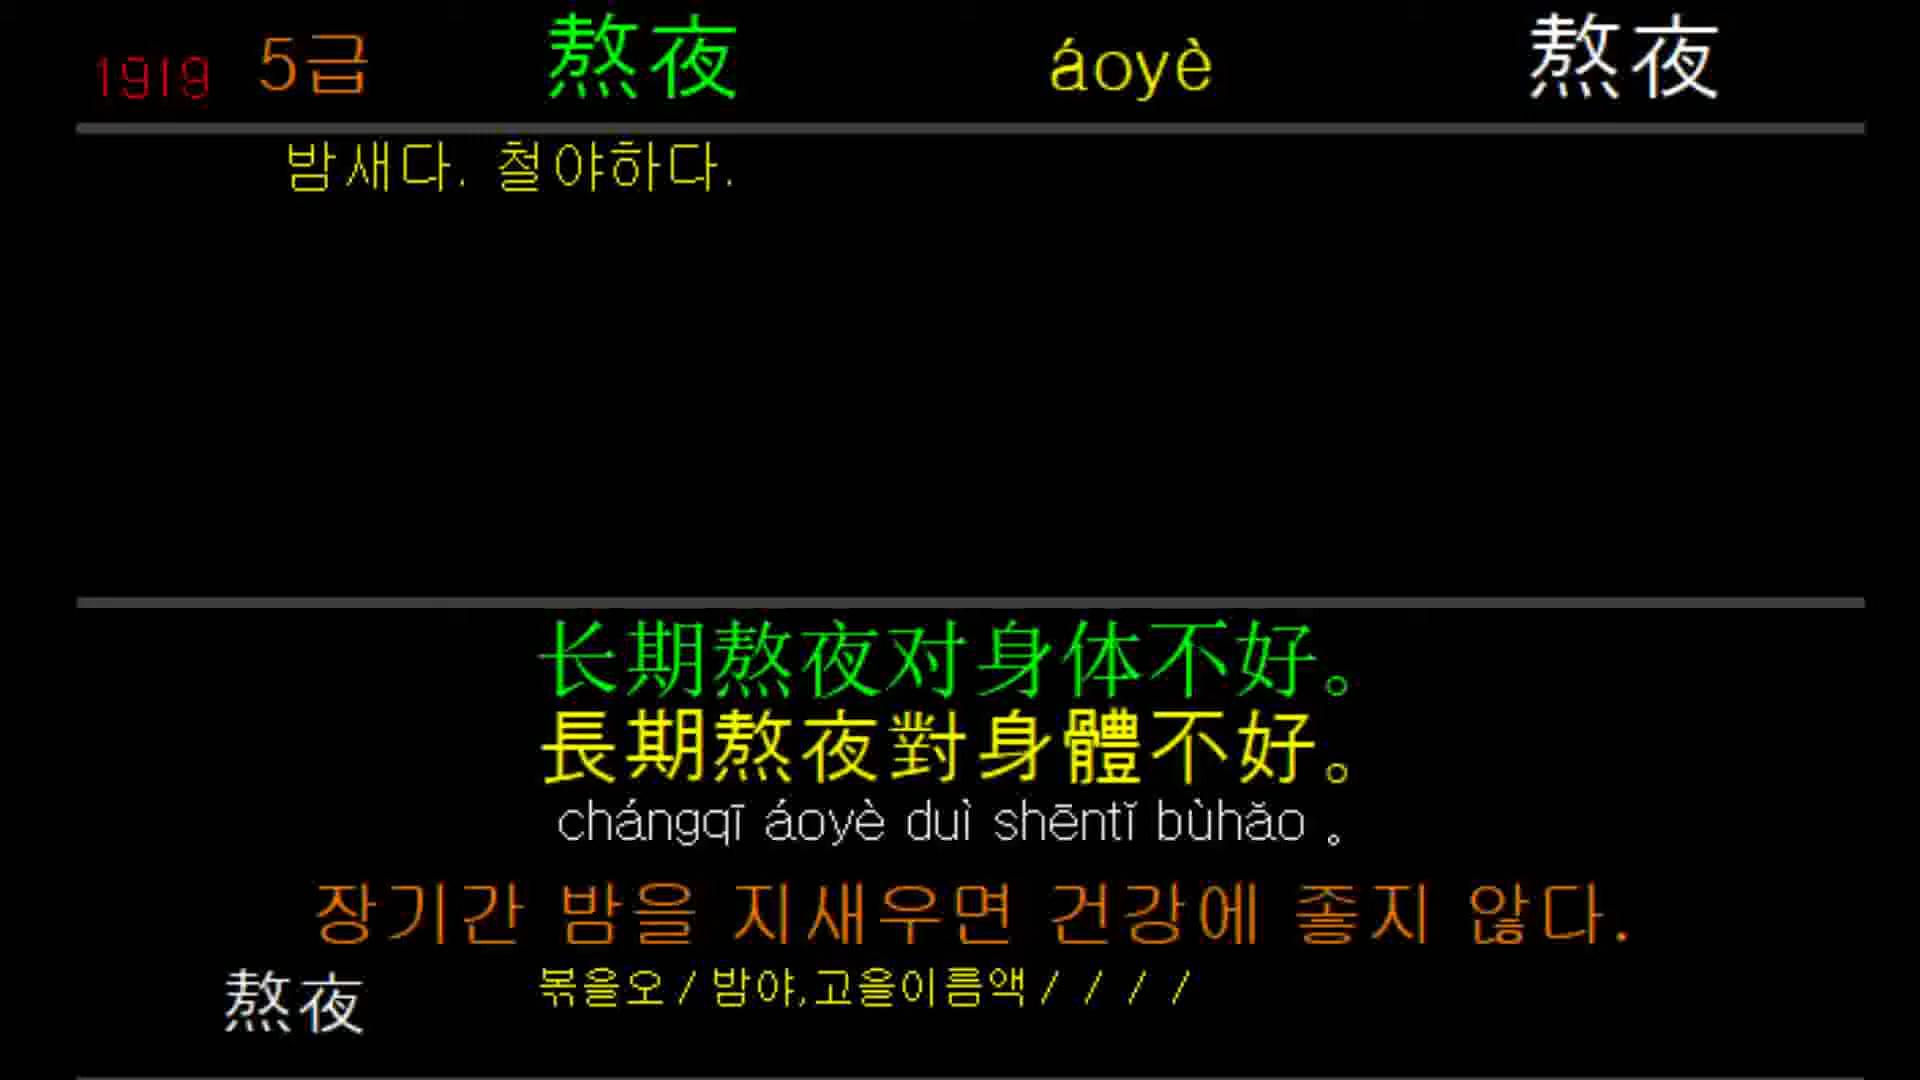 1919 5급 熬夜 áoyè 熬夜
밤새다. 철야하다.
长期熬夜对身体不好。
長期熬夜對身體不好。
chángqī áoyè duì shēntǐ bùhǎo 。
장기간 밤을 지새우면 건강에 좋지 않다.
熬夜 볶을오 / 밤야,고을이름액 / / / /